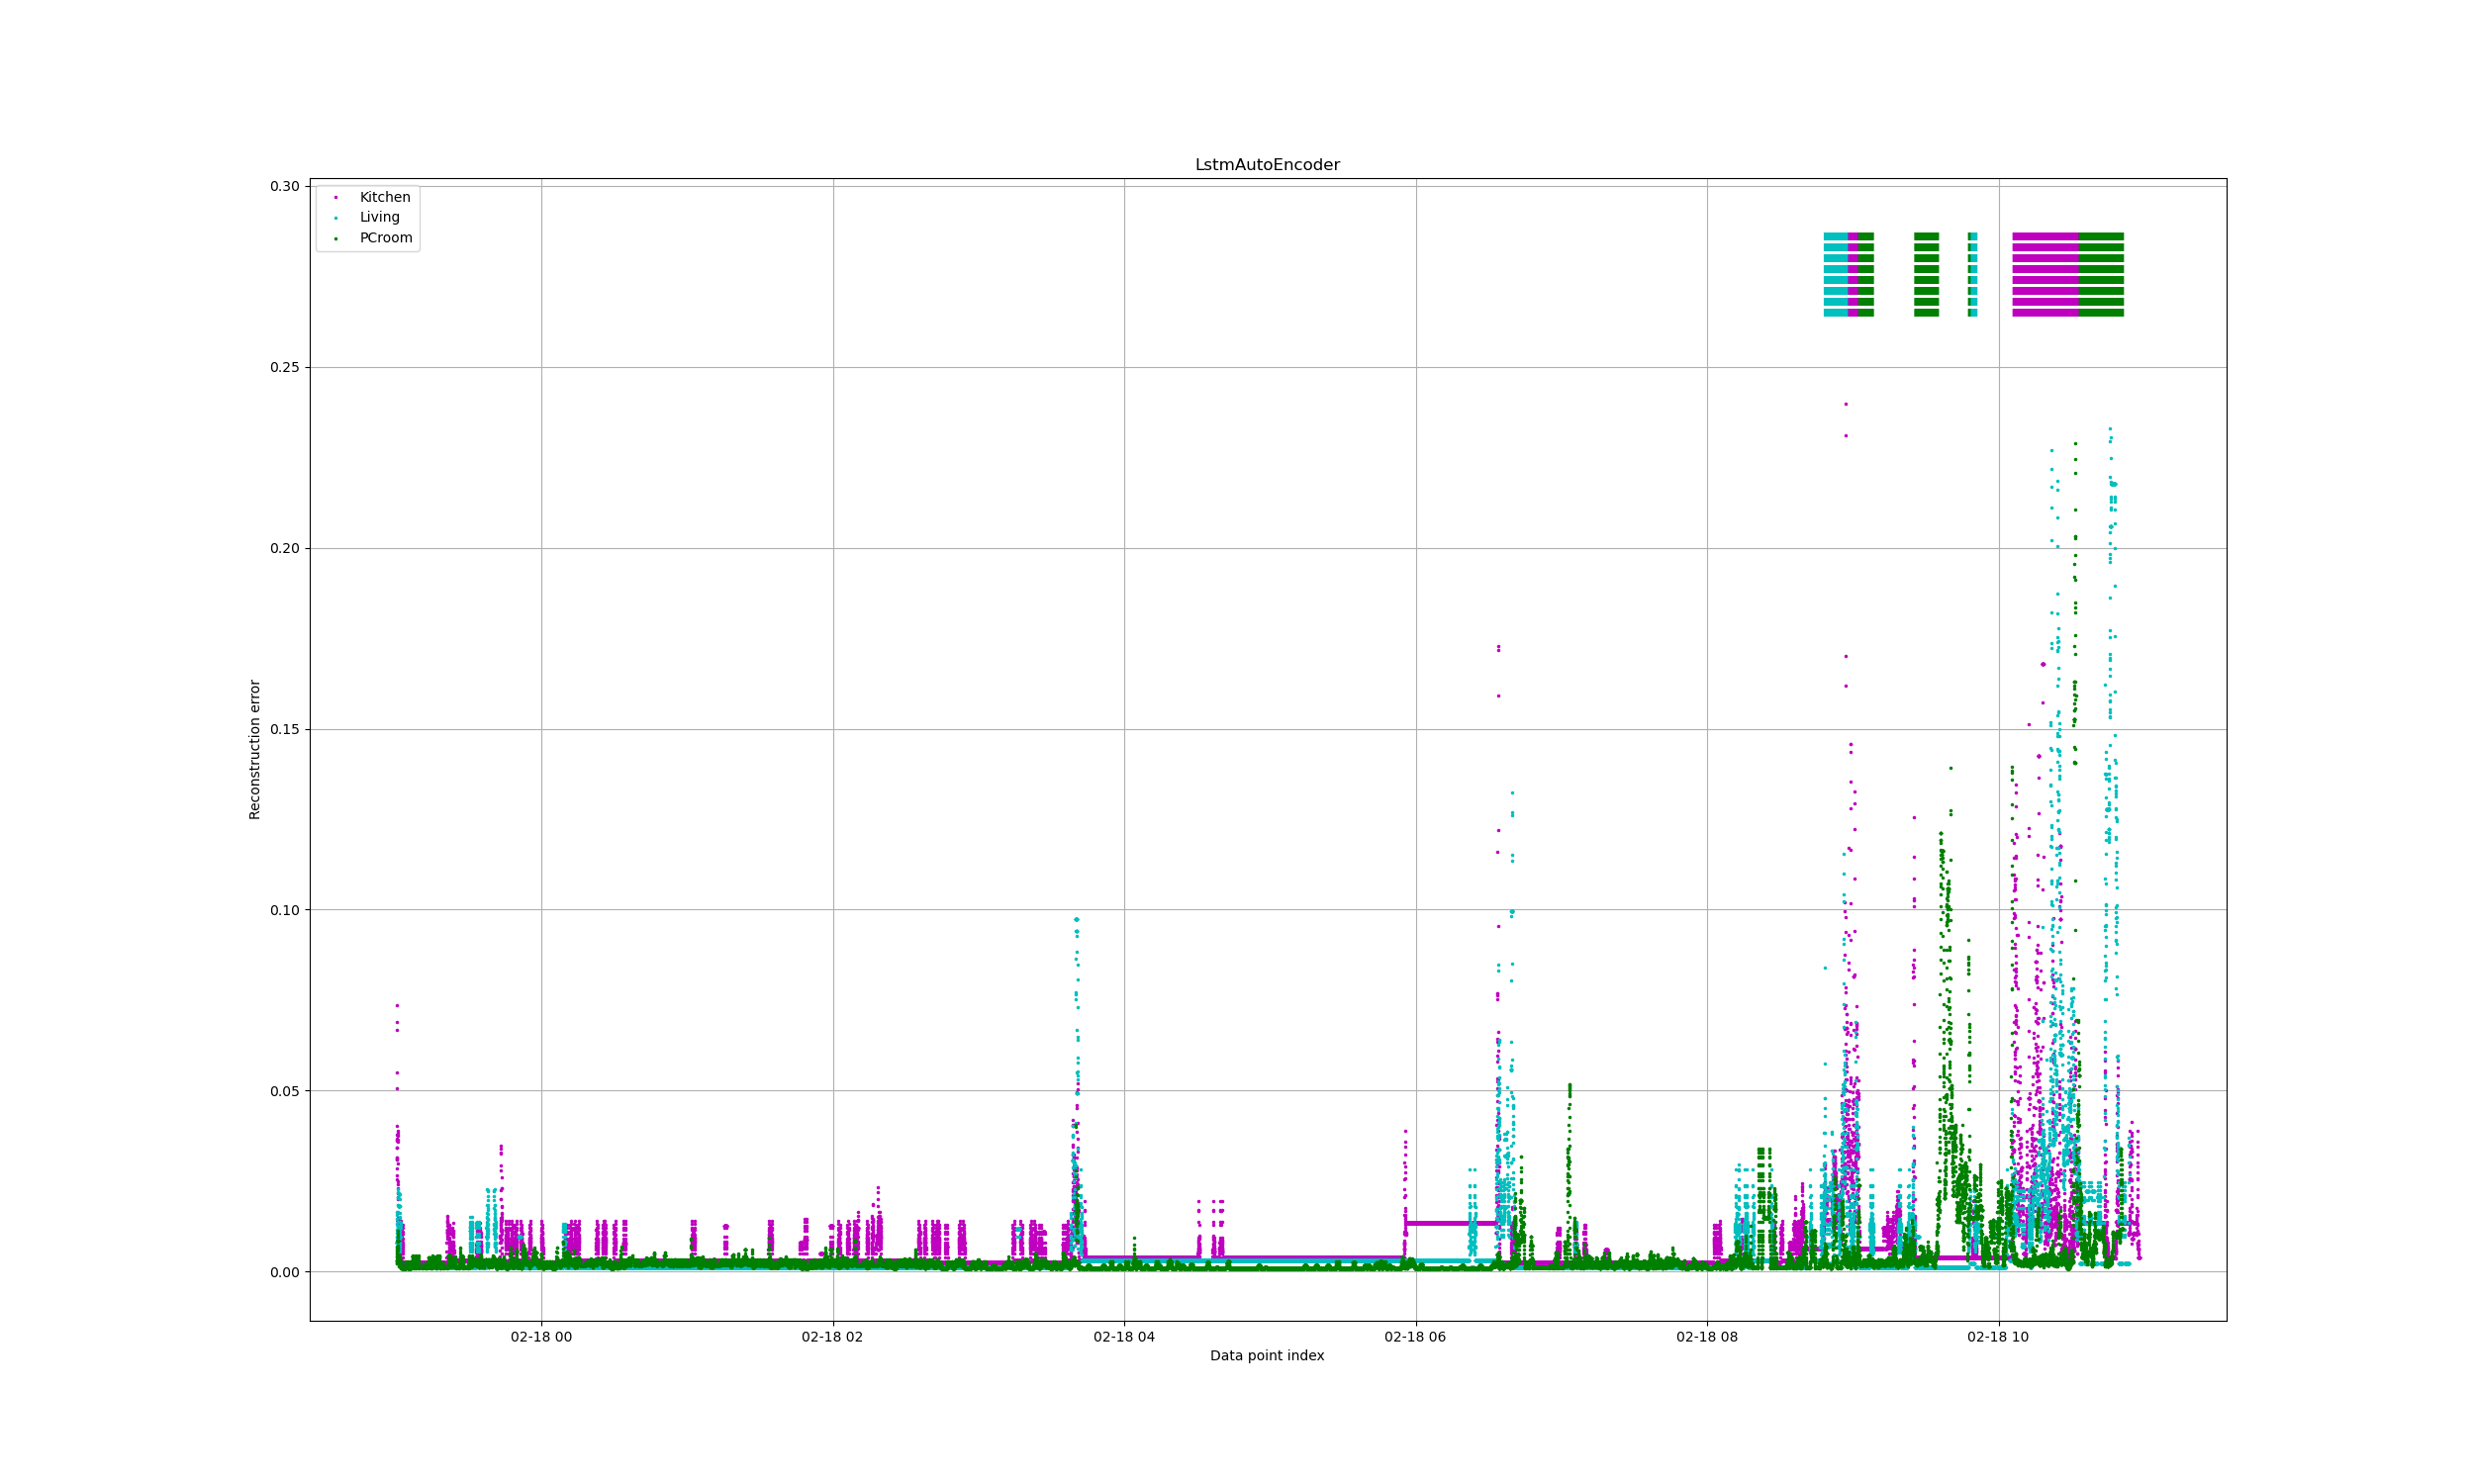 LstmAutoEncoder
Kitchen
Living
PCroom
0.30
0.25
0.20
0.15
0.10
0.05
0.00
Reconstruction error
02-18 00
02-18 02
02-18 04
02-18 06
02-18 08
02-18 10
Data point index